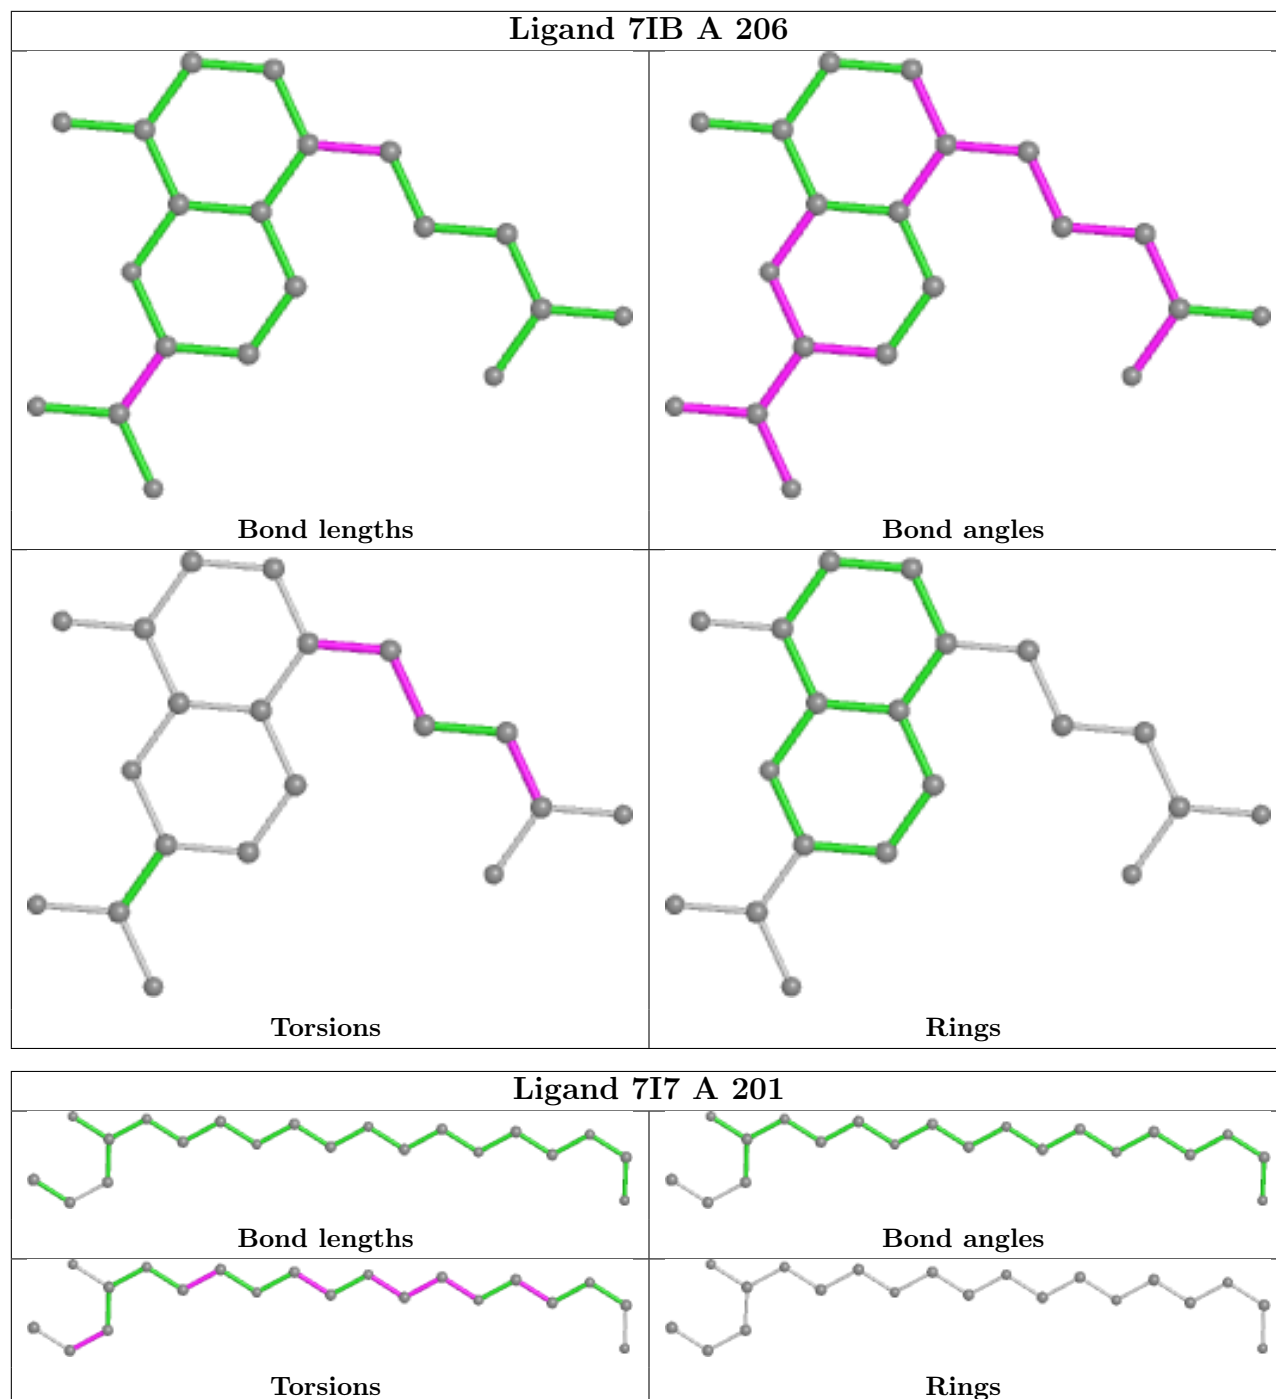 Ligand 7IB A 206
Bond lengths
Bond angles
Torsions
Rings
Ligand 7I7 A 201
Bond lengths
Bond angles
Torsions
Rings